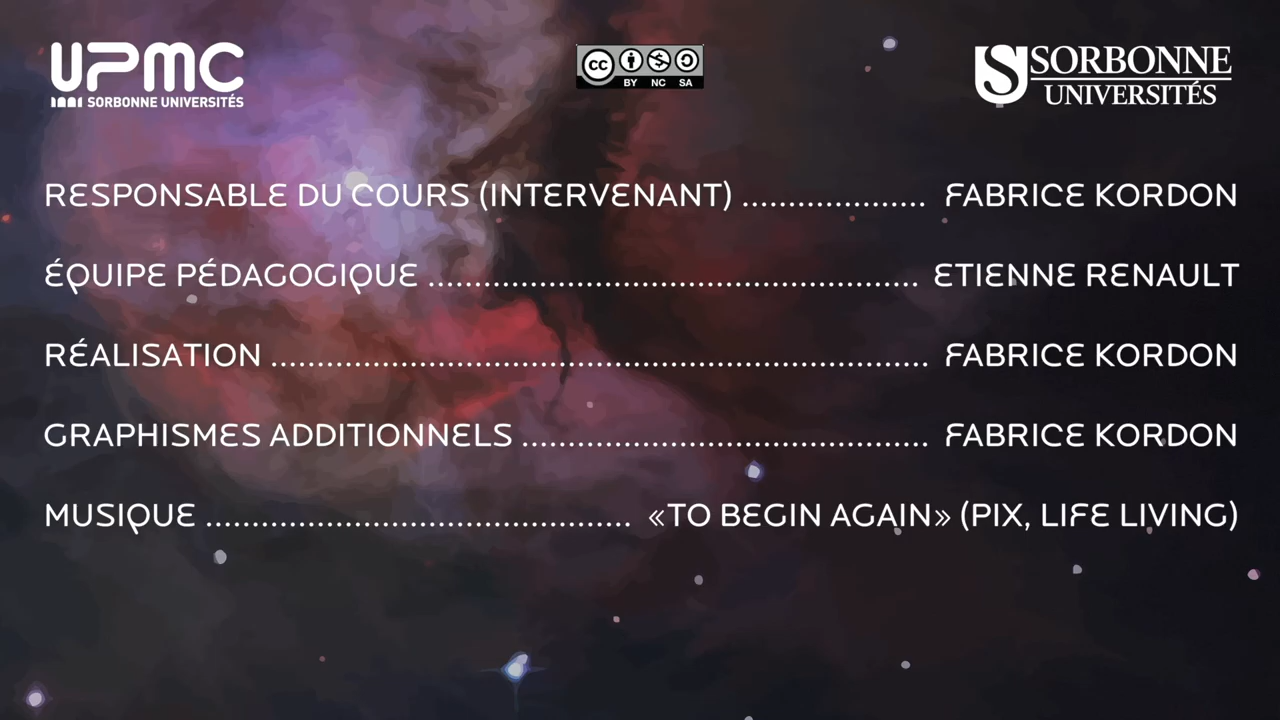 UPMC
SORBONNE UNIVERSITÉS
cc
BY NC SA
SORBONNE
UNIVERSITÉS
RESPONSABLE DU COURS (INTERVENANT) ................... FABRICE KORDON
ÉQUIPE PÉDAGOGIQUE .................................................... ETIENNE RENAULT
RÉALISATION ...................................................................... FABRICE KORDON
GRAPHISMES ADDITIONNELS ........................................... FABRICE KORDON
MUSIQUE ............................................. «TO BEGIN AGAIN» (PIX, LIFE LIVING)